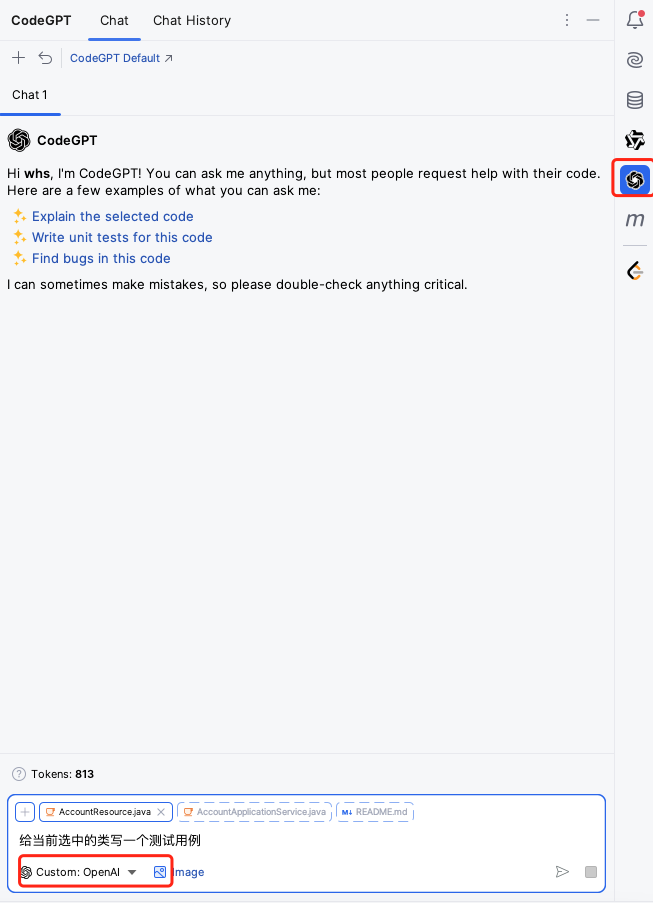 CodeGPT Chat Chat History
CodeGPT Default
Chat 1
CodeGPT
Hi whs, I'm CodeGPT! You can ask me anything, but most people request help with their code.
Here are a few examples of what you can ask me:
Explain the selected code
Write unit tests for this code
Find bugs in this code
I can sometimes make mistakes, so please double-check anything critical.
m
? Tokens: 813
AccountResource.java AccountApplicationService.java M↓ README.md
给当前选中的类写一个测试用例
Custom: OpenAI Image